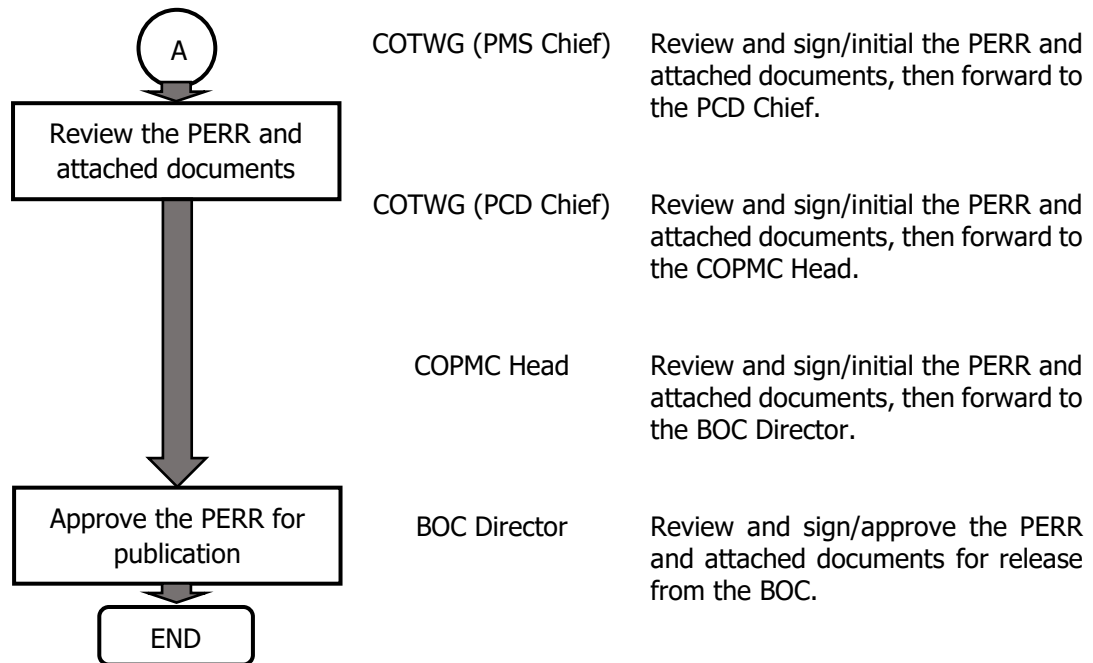 A
Review the PERR and
attached documents
COTWG (PMS Chief)
Review and sign/initial the PERR and
attached documents, then forward to
the PCD Chief.
COTWG (PCD Chief)
Review and sign/initial the PERR and
attached documents, then forward to
the COPMC Head.
COPMC Head
Review and sign/initial the PERR and
attached documents, then forward to
the BOC Director.
Approve the PERR for
publication
BOC Director
Review and sign/approve the PERR
and attached documents for release
from the BOC.
END